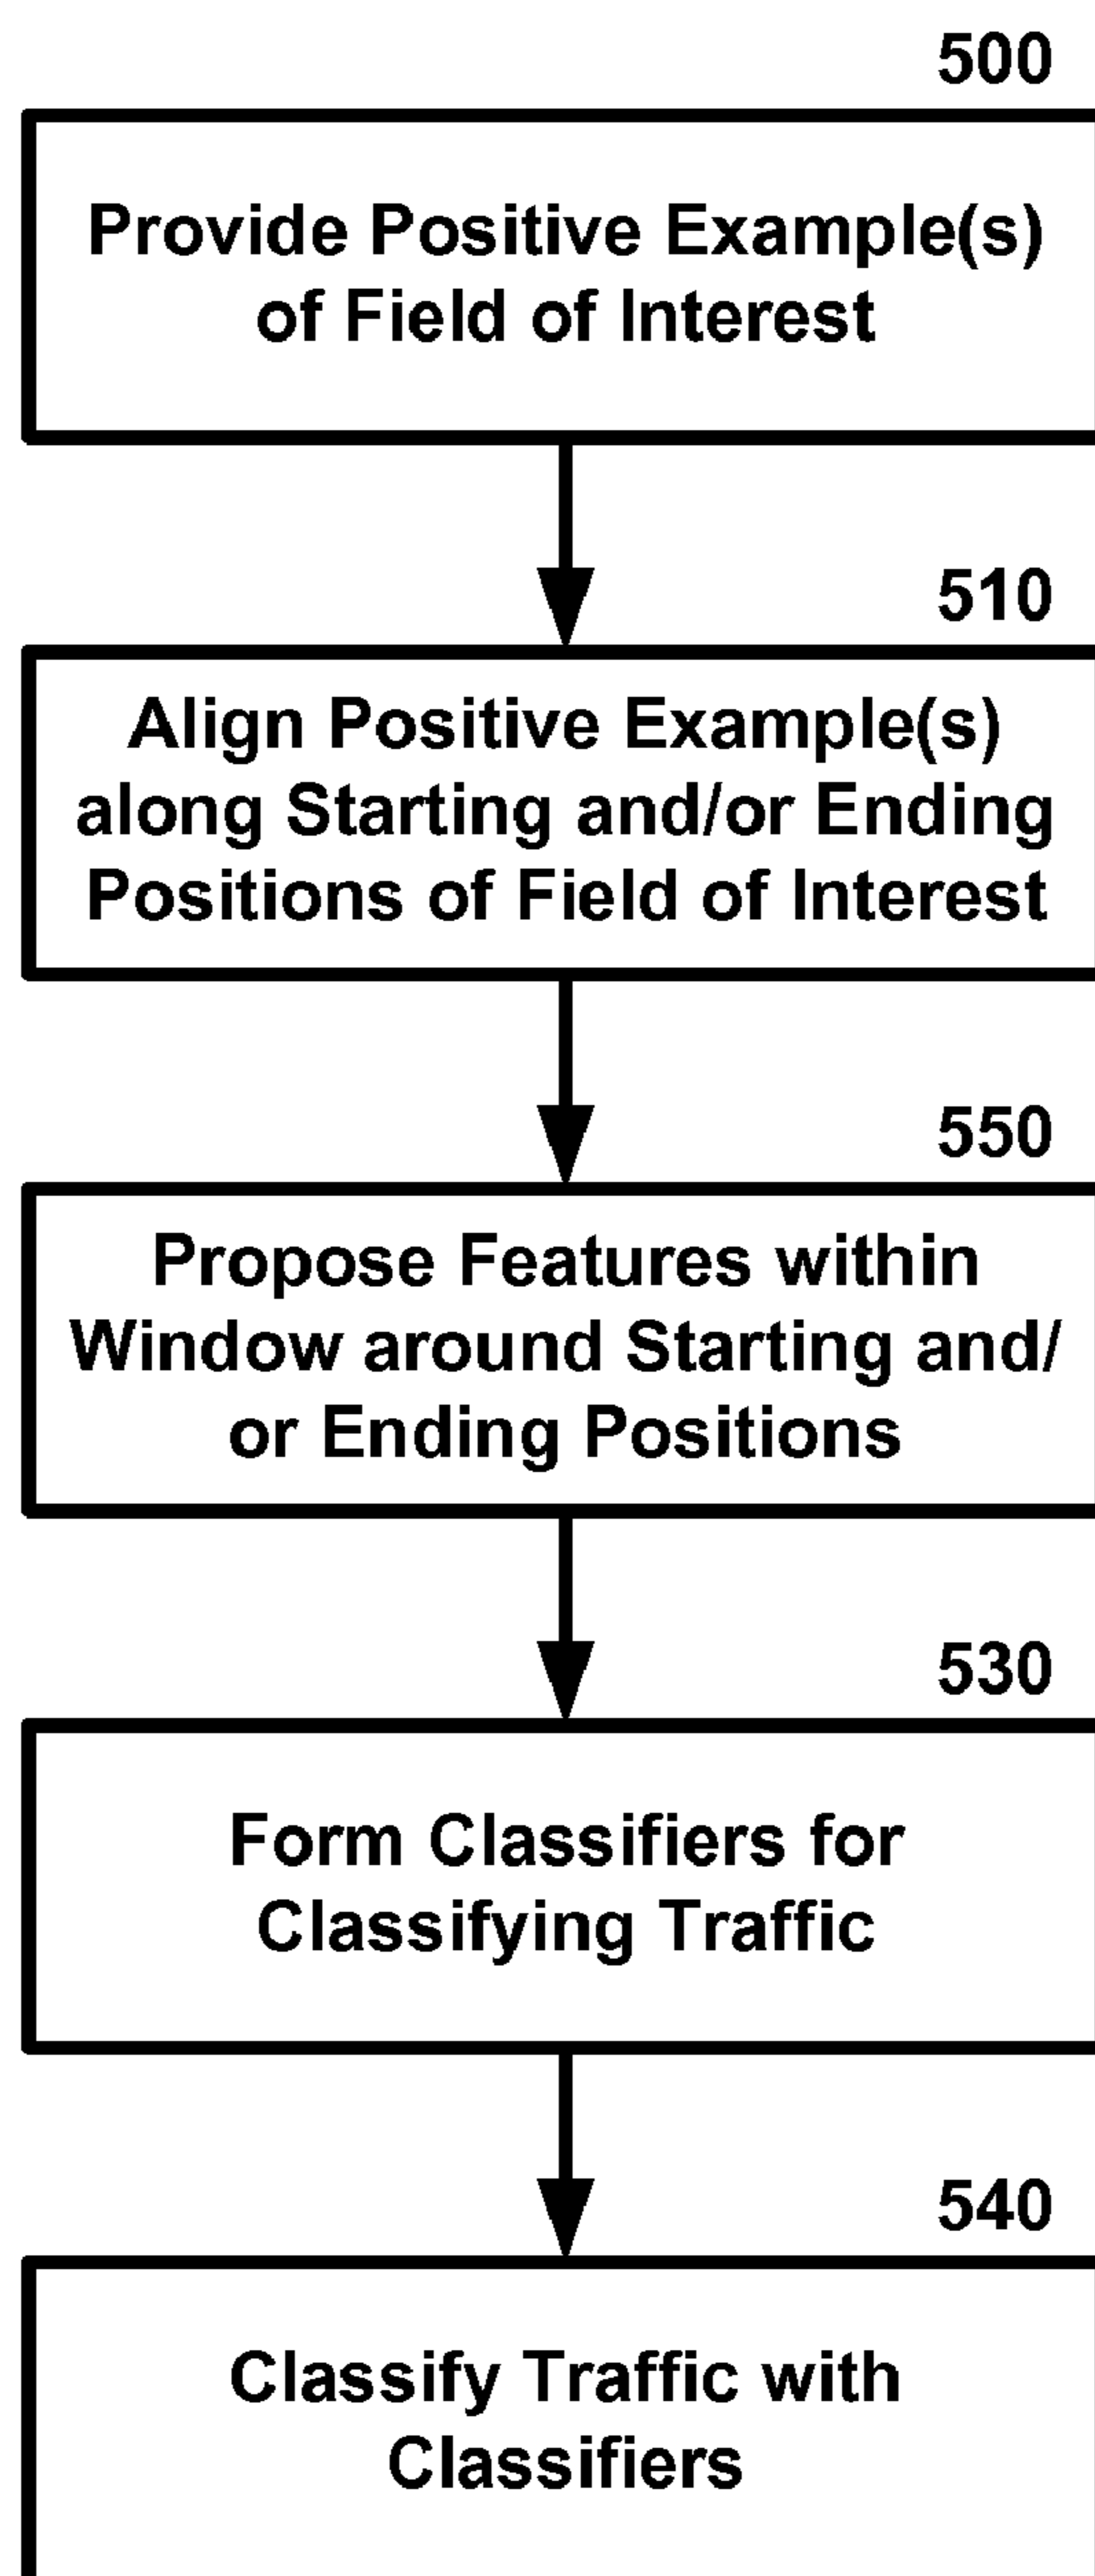 500
Provide Positive Example(s)
of Field of Interest
510
Align Positive Example(s)
along Starting and/or Ending
Positions of Field of Interest
550
Propose Features within
Window around Starting and/
or Ending Positions
530
Form Classifiers for
Classifying Traffic
540
Classify Traffic with
Classifiers